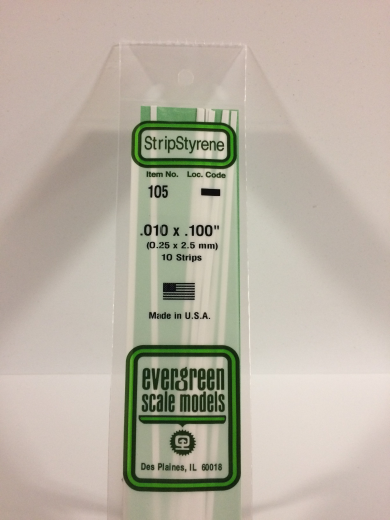 StripStyrene
Item No. Loc. Code
105
.010 x .100"
(0.25 x 2.5 mm)
10 Strips
Made in U.S.A.
evergreen
scale models
Des Plaines, IL 60018